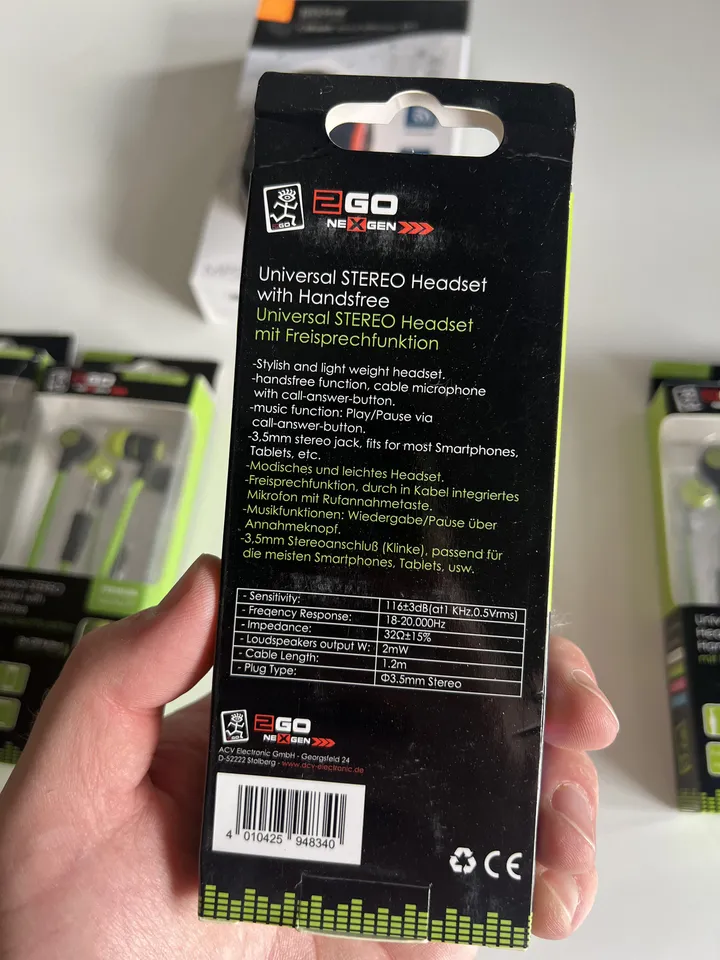 2GO
NEXGEN
Universal STEREO Headset
with Handsfree
Universal STEREO Headset
mit Freisprechfunktion
-Stylish and light weight headset.
-handsfree function, cable microphone
with call-answer-button.
-music function: Play/Pause via
call-answer-button.
-3,5mm stereo jack, fits for most Smartphones,
Tablets, etc.
-Modisches und leichtes Headset.
-Freisprechfunktion, durch in Kabel integriertes
Mikrofon mit Rufannahmetaste.
-Musikfunktionen: Wiedergabe/Pause über
Annahmeknopf.
-3,5mm Stereoanschluß (Klinke), passend für
die meisten Smartphones, Tablets, usw.
- Sensitivity: 116±3dB(at1 KHz,0.5Vrms)
- Freqency Response: 18-20.000Hz
- Impedance: 32Ω±15%
- Loudspeakers output W: 2mW
- Cable Length: 1.2m
- Plug Type: Φ3.5mm Stereo
2GO
NEXGEN
ACV Electronic GmbH - Georgsfeld 24
D-52222 Stolberg - www.acv-electronic.de
4 010425 948340
CE
2GO